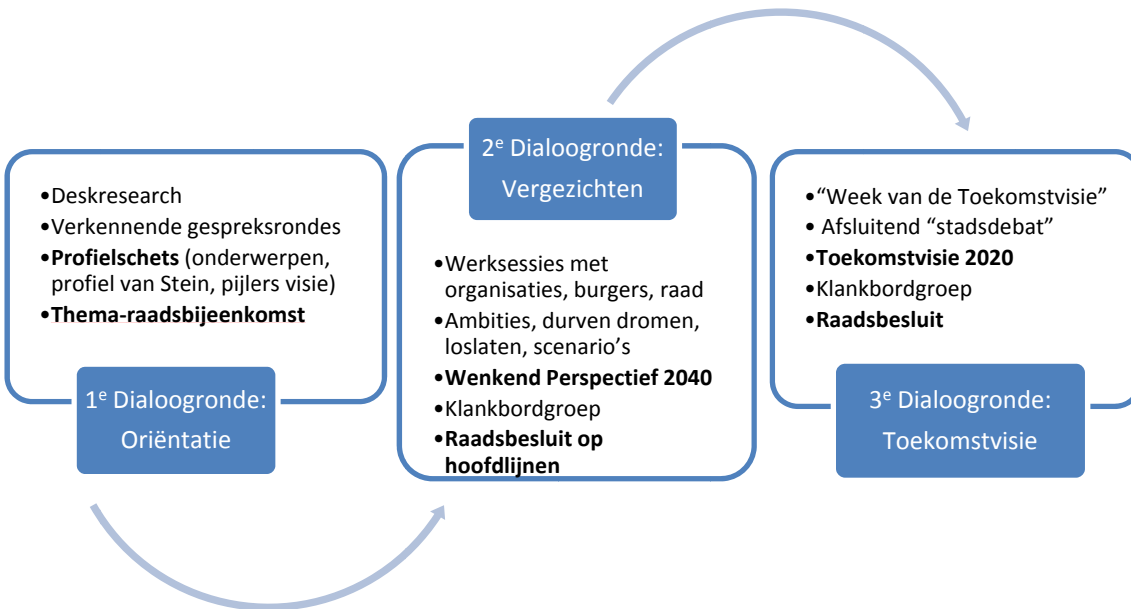 •Deskresearch
•Verkennende gespreksrondes
•Profielschets (onderwerpen,
profiel van Stein, pijlers visie)
•Thema-raadsbijeenkomst
1e Dialoogronde:
Oriëntatie
2e Dialoogronde:
Vergezichten
•Werksessies met
organisaties, burgers, raad
•Ambities, durven dromen,
loslaten, scenario’s
•Wenkend Perspectief 2040
•Klankbordgroep
•Raadsbesluit op
hoofdlijnen
•“Week van de Toekomstvisie”
• Afsluitend “stadsdebat”
•Toekomstvisie 2020
•Klankbordgroep
•Raadsbesluit
3e Dialoogronde:
Toekomstvisie